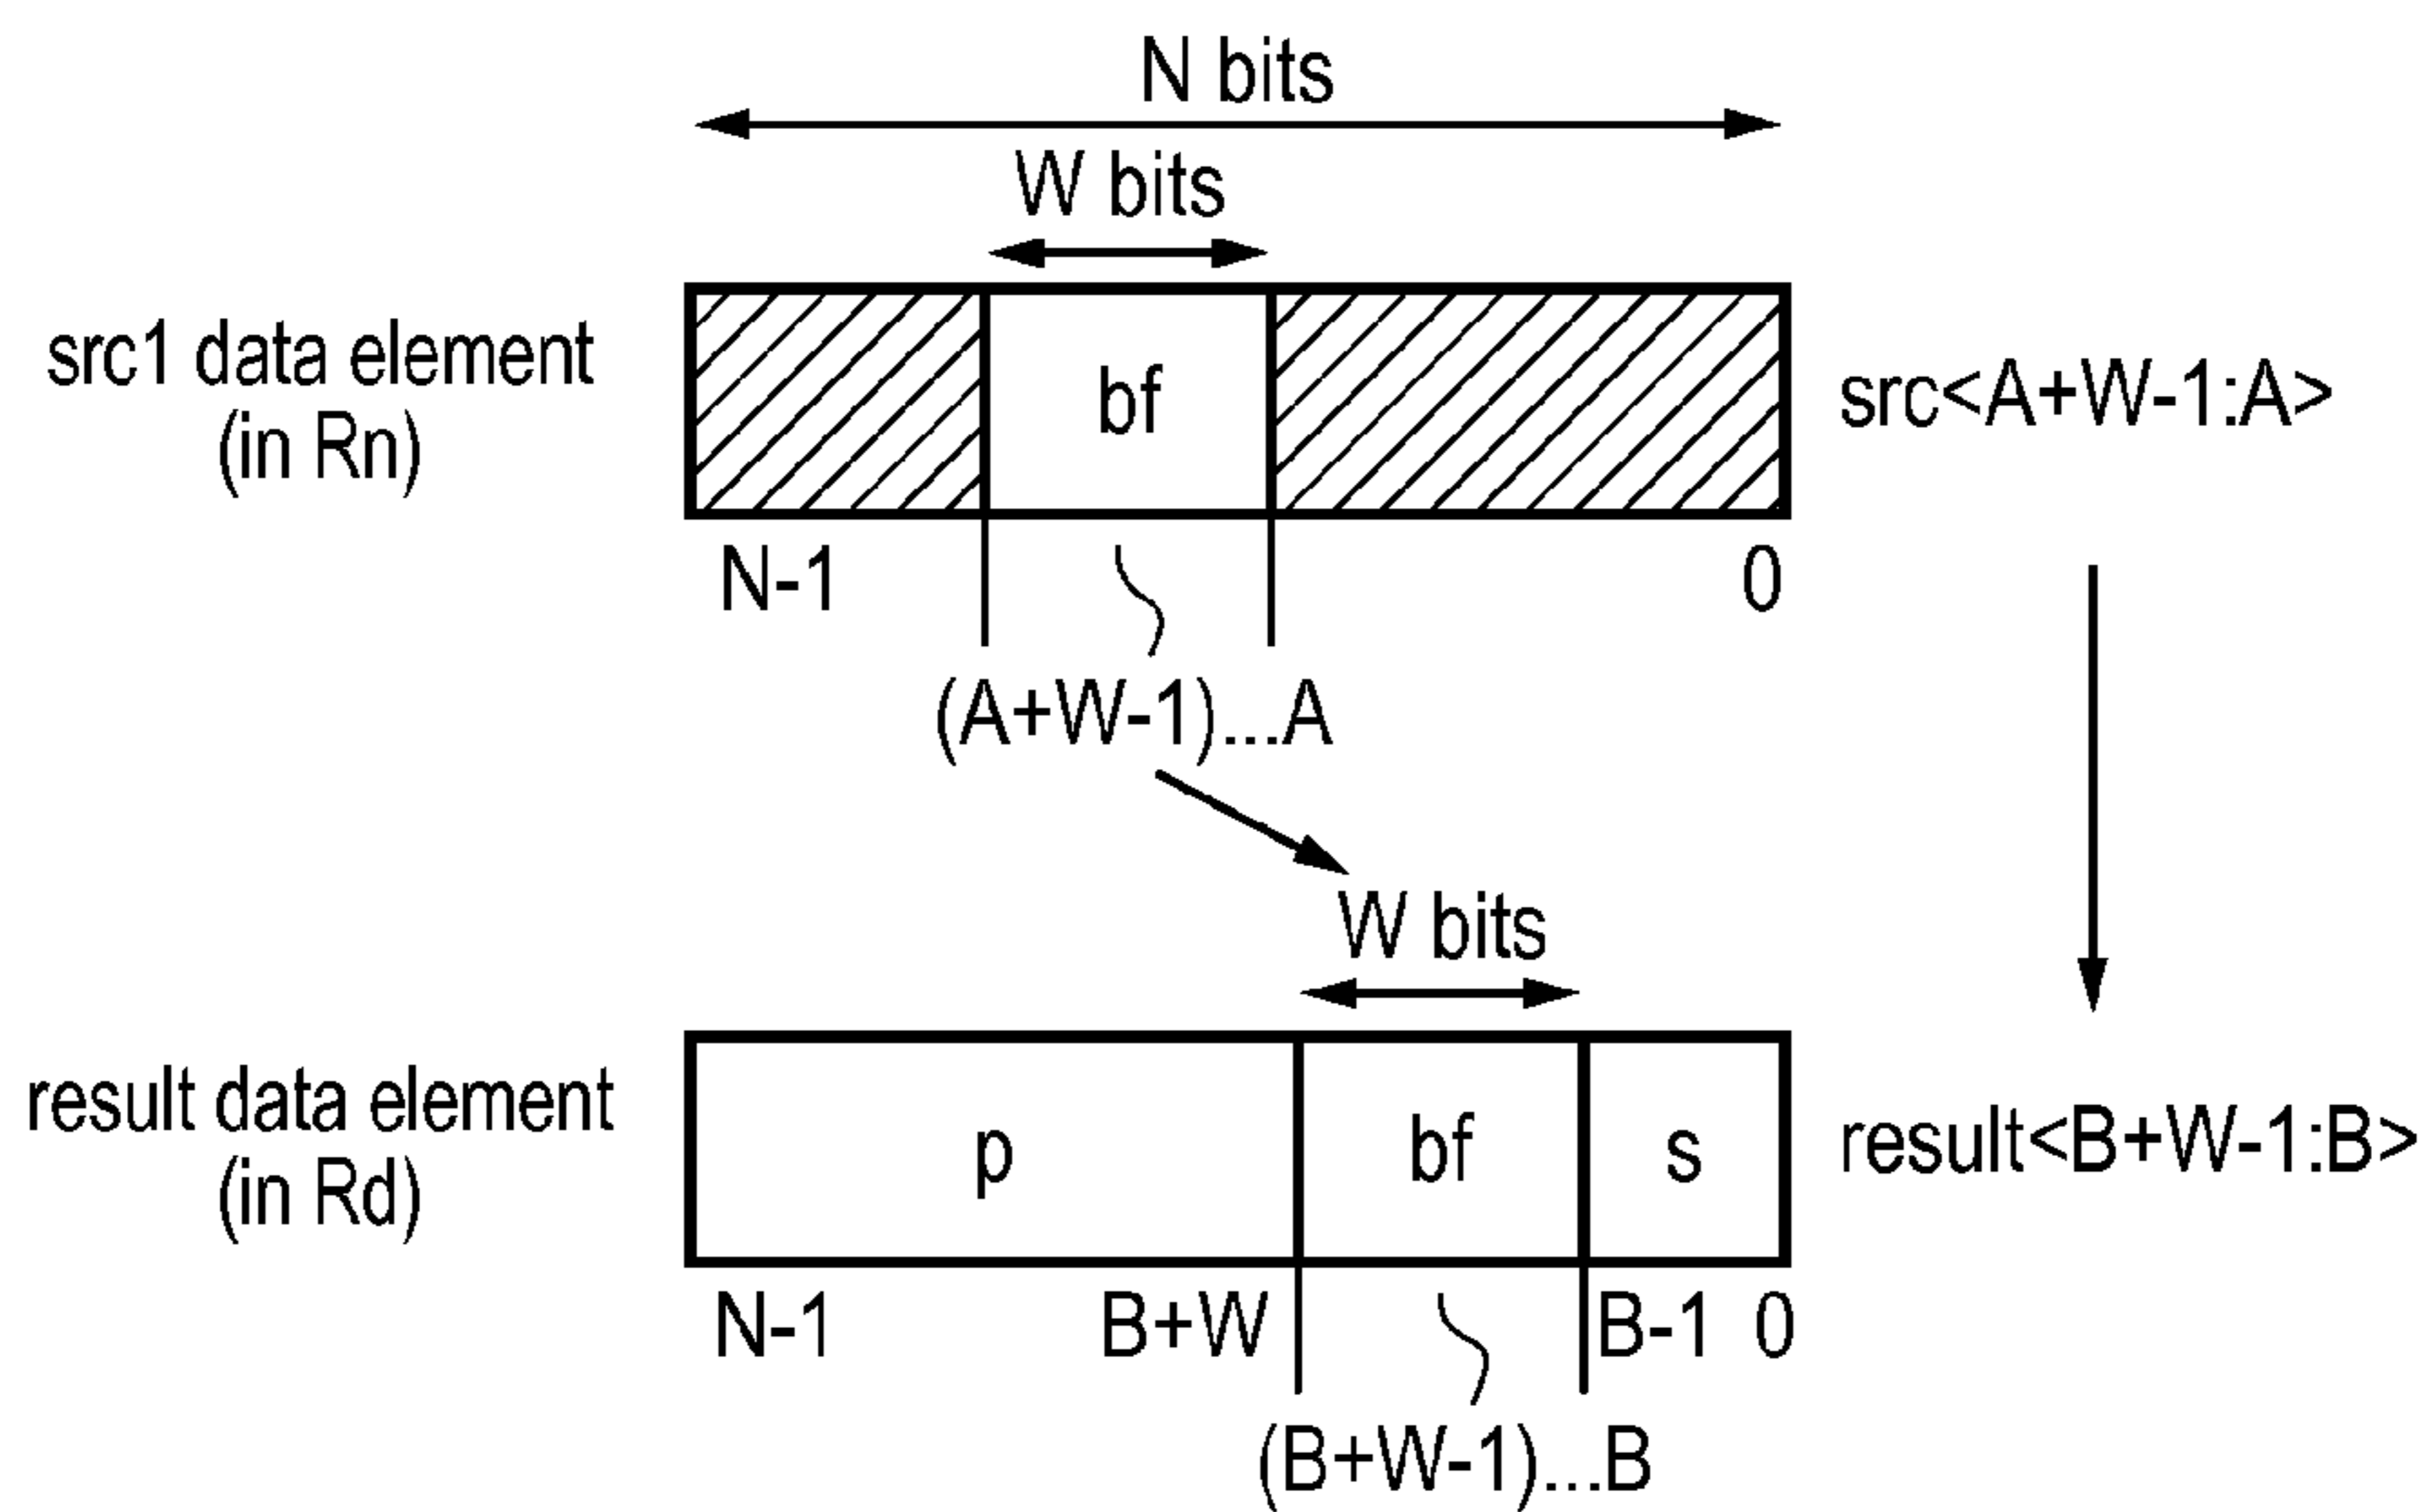 N bits
W bits
src1 data element
(in Rn)
bf
src<A+W-1:A>
N-1
0
(A+W-1)...A
W bits
result data element
(in Rd)
p
bf
s
result<B+W-1:B>
N-1
B+W
B-1
0
(B+W-1)...B